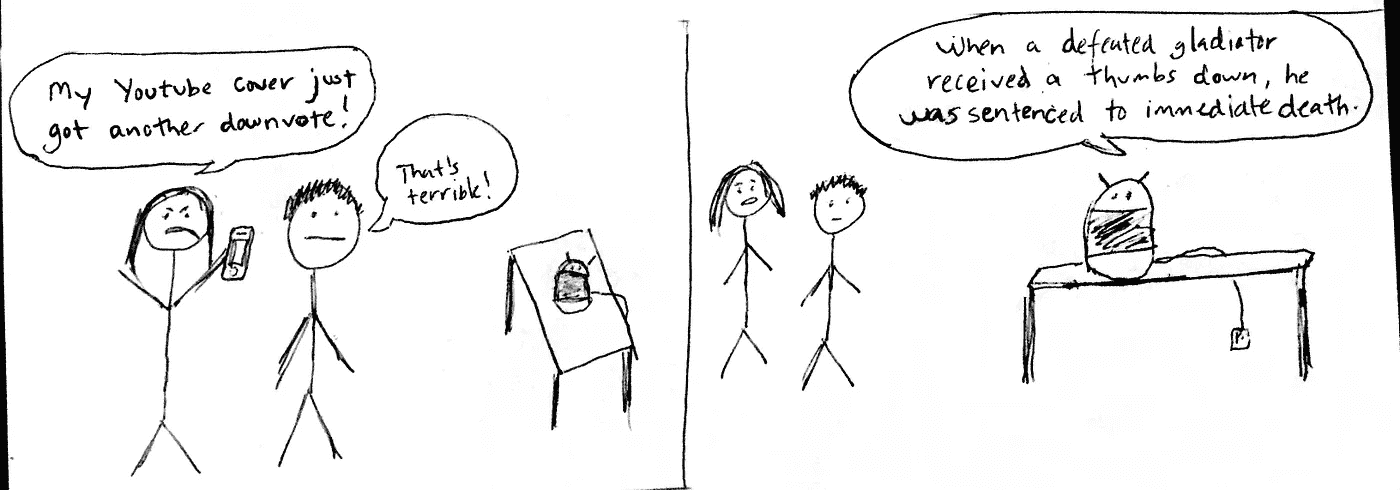 My Youtube cover just
got another downvote!
That's
terrible!
When a defeated gladiator
received a thumbs down, he
was sentenced to immediate death.